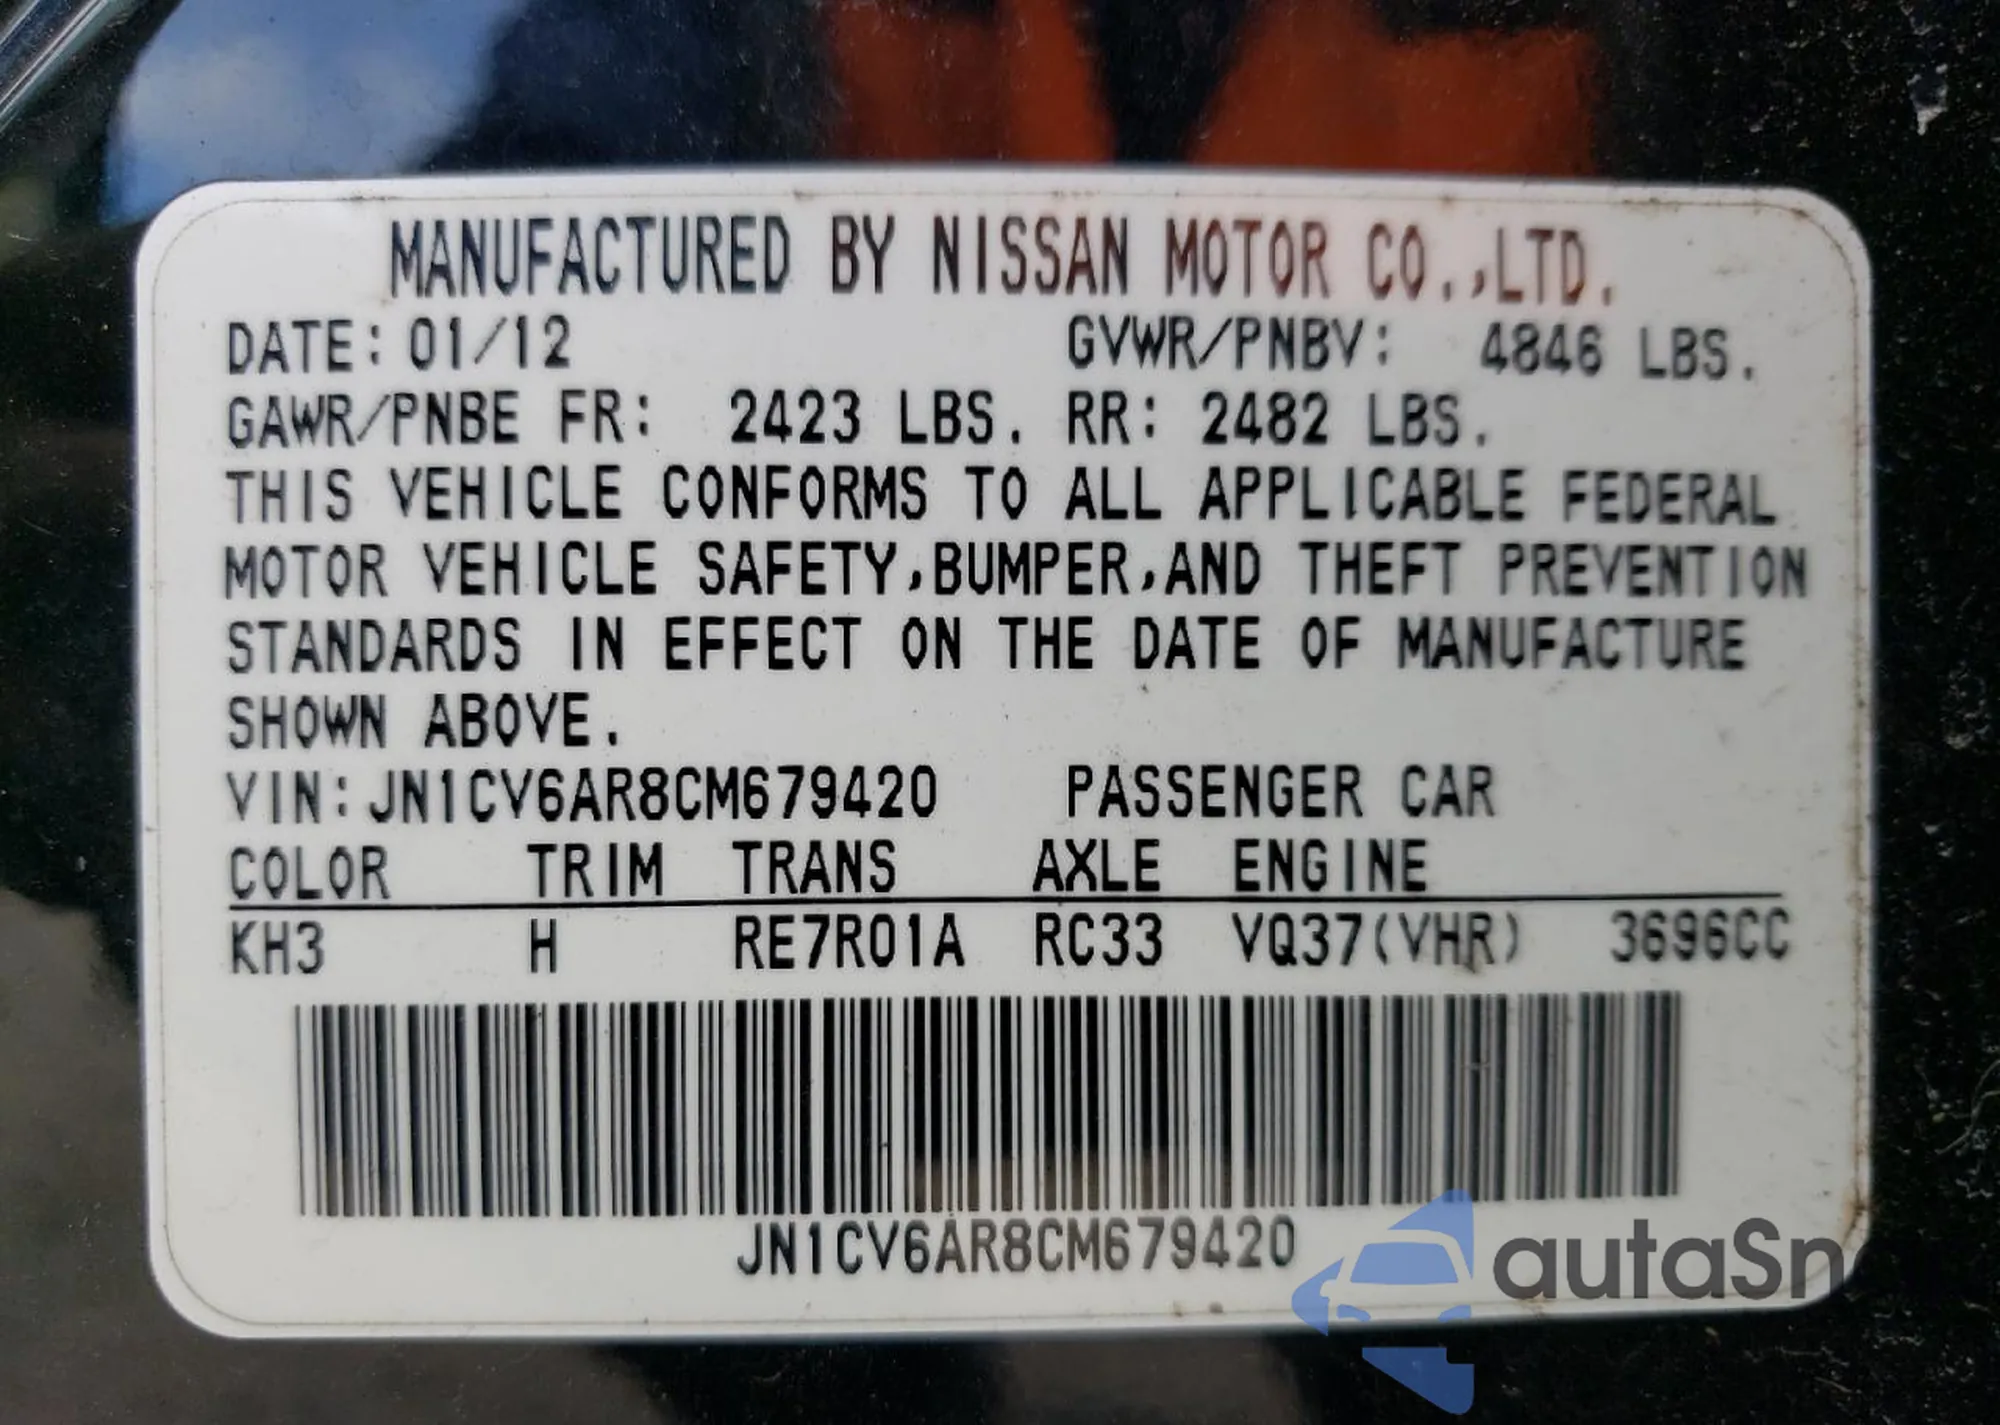 MANUFACTURED BY NISSAN MOTOR CO.,LTD.
DATE: 01/12 GVWR/PNBV: 4846 LBS.
GAWR/PNBE FR: 2423 LBS. RR: 2482 LBS.
THIS VEHICLE CONFORMS TO ALL APPLICABLE FEDERAL
MOTOR VEHICLE SAFETY,BUMPER,AND THEFT PREVENTION
STANDARDS IN EFFECT ON THE DATE OF MANUFACTURE
SHOWN ABOVE.
VIN:JN1CV6AR8CM679420 PASSENGER CAR
COLOR TRIM TRANS AXLE ENGINE
KH3 H RE7R01A RC33 VQ37(VHR) 3696CC
JN1CV6AR8CM679420
autaSn